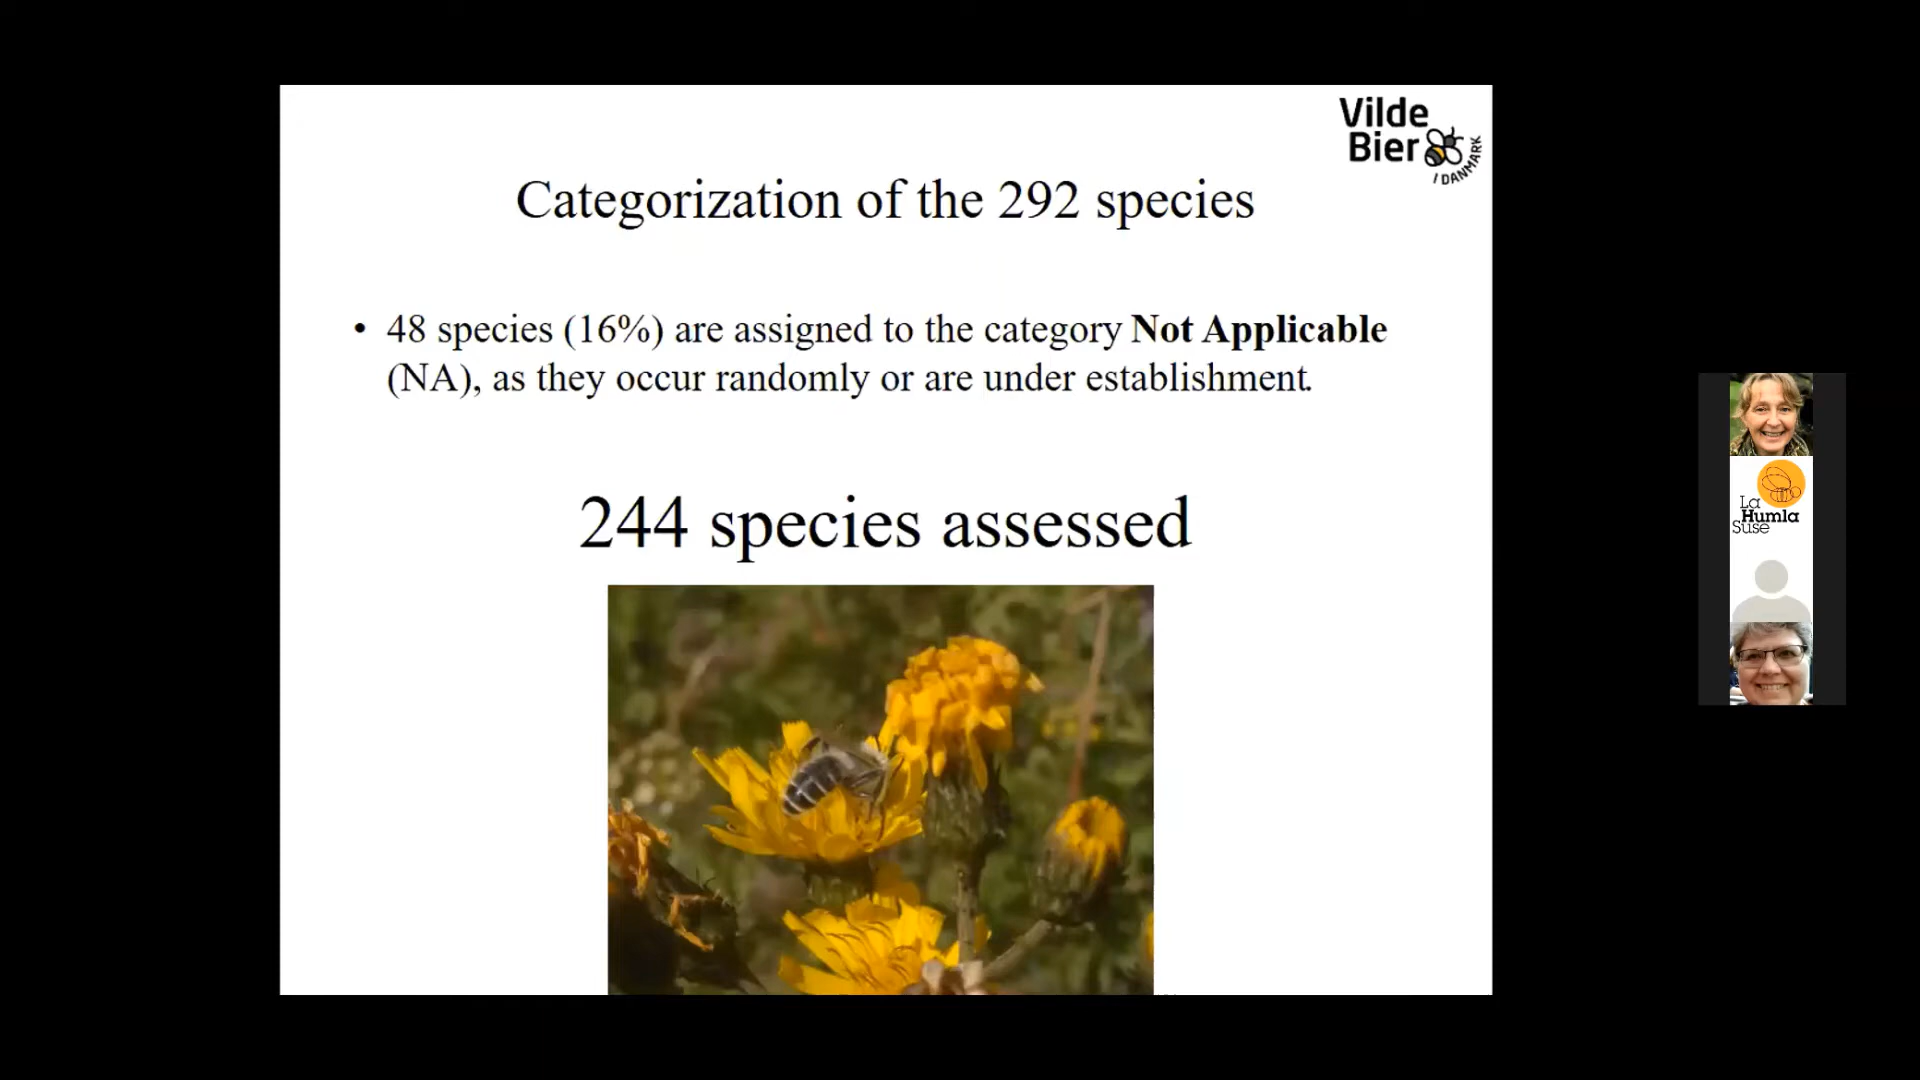 Vilde
Bier
I DANMARK
Categorization of the 292 species
• 48 species (16%) are assigned to the category Not Applicable
(NA), as they occur randomly or are under establishment.
244 species assessed
La
Humla
Suse